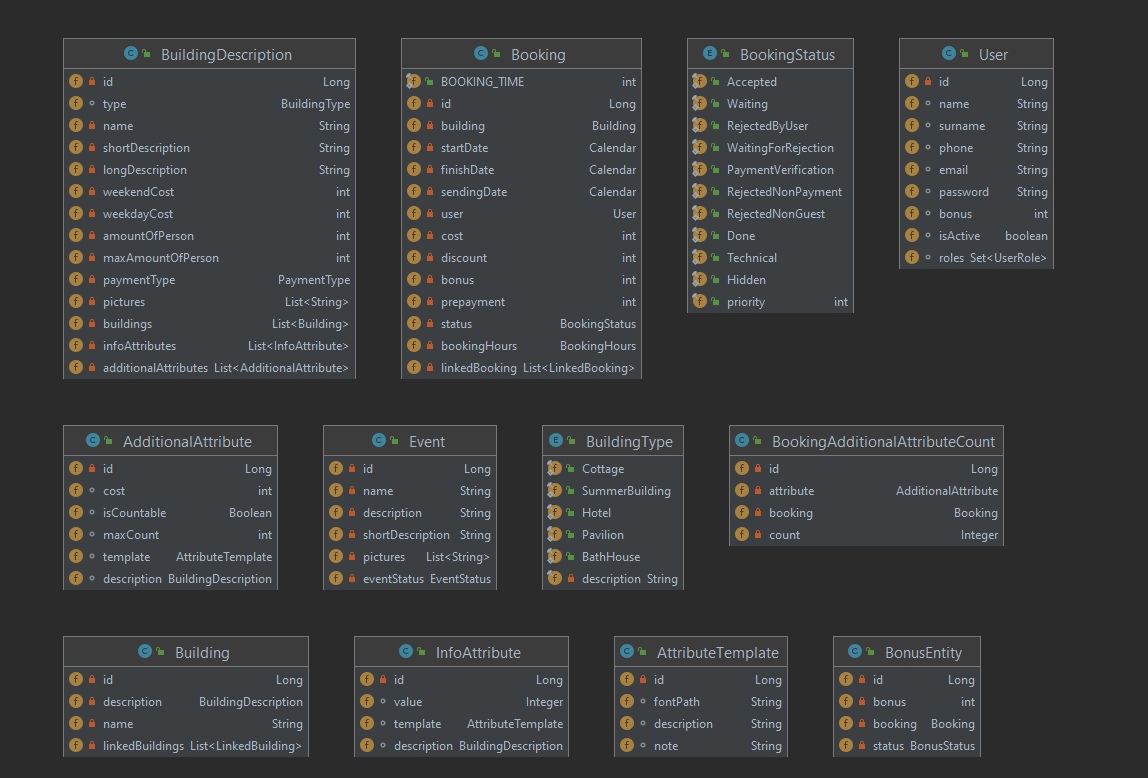 BuildingDescription
id Long
type BuildingType
name String
shortDescription String
longDescription String
weekendCost int
weekdayCost int
amountOfPerson int
maxAmountOfPerson int
paymentType PaymentType
pictures List<String>
buildings List<Building>
infoAttributes List<InfoAttribute>
additionalAttributes List<AdditionalAttribute>
Booking
BOOKING_TIME int
id Long
building Building
startDate Calendar
finishDate Calendar
sendingDate Calendar
user User
cost int
discount int
bonus int
prepayment int
status BookingStatus
bookingHours BookingHours
linkedBooking List<LinkedBooking>
BookingStatus
Accepted
Waiting
RejectedByUser
WaitingForRejection
PaymentVerification
RejectedNonPayment
RejectedNonGuest
Done
Technical
Hidden
priority int
User
id Long
name String
surname String
phone String
email String
password String
bonus int
isActive boolean
roles Set<UserRole>
AdditionalAttribute
id Long
cost int
isCountable Boolean
maxCount int
template AttributeTemplate
description BuildingDescription
Event
id Long
name String
description String
shortDescription String
pictures List<String>
eventStatus EventStatus
BuildingType
Cottage
SummerBuilding
Hotel
Pavilion
BathHouse
description String
BookingAdditionalAttributeCount
id Long
attribute AdditionalAttribute
booking Booking
count Integer
Building
id Long
description BuildingDescription
name String
linkedBuildings List<LinkedBuilding>
InfoAttribute
id Long
value Integer
template AttributeTemplate
description BuildingDescription
AttributeTemplate
id Long
fontPath String
description String
note String
BonusEntity
id Long
bonus int
booking Booking
status BonusStatus